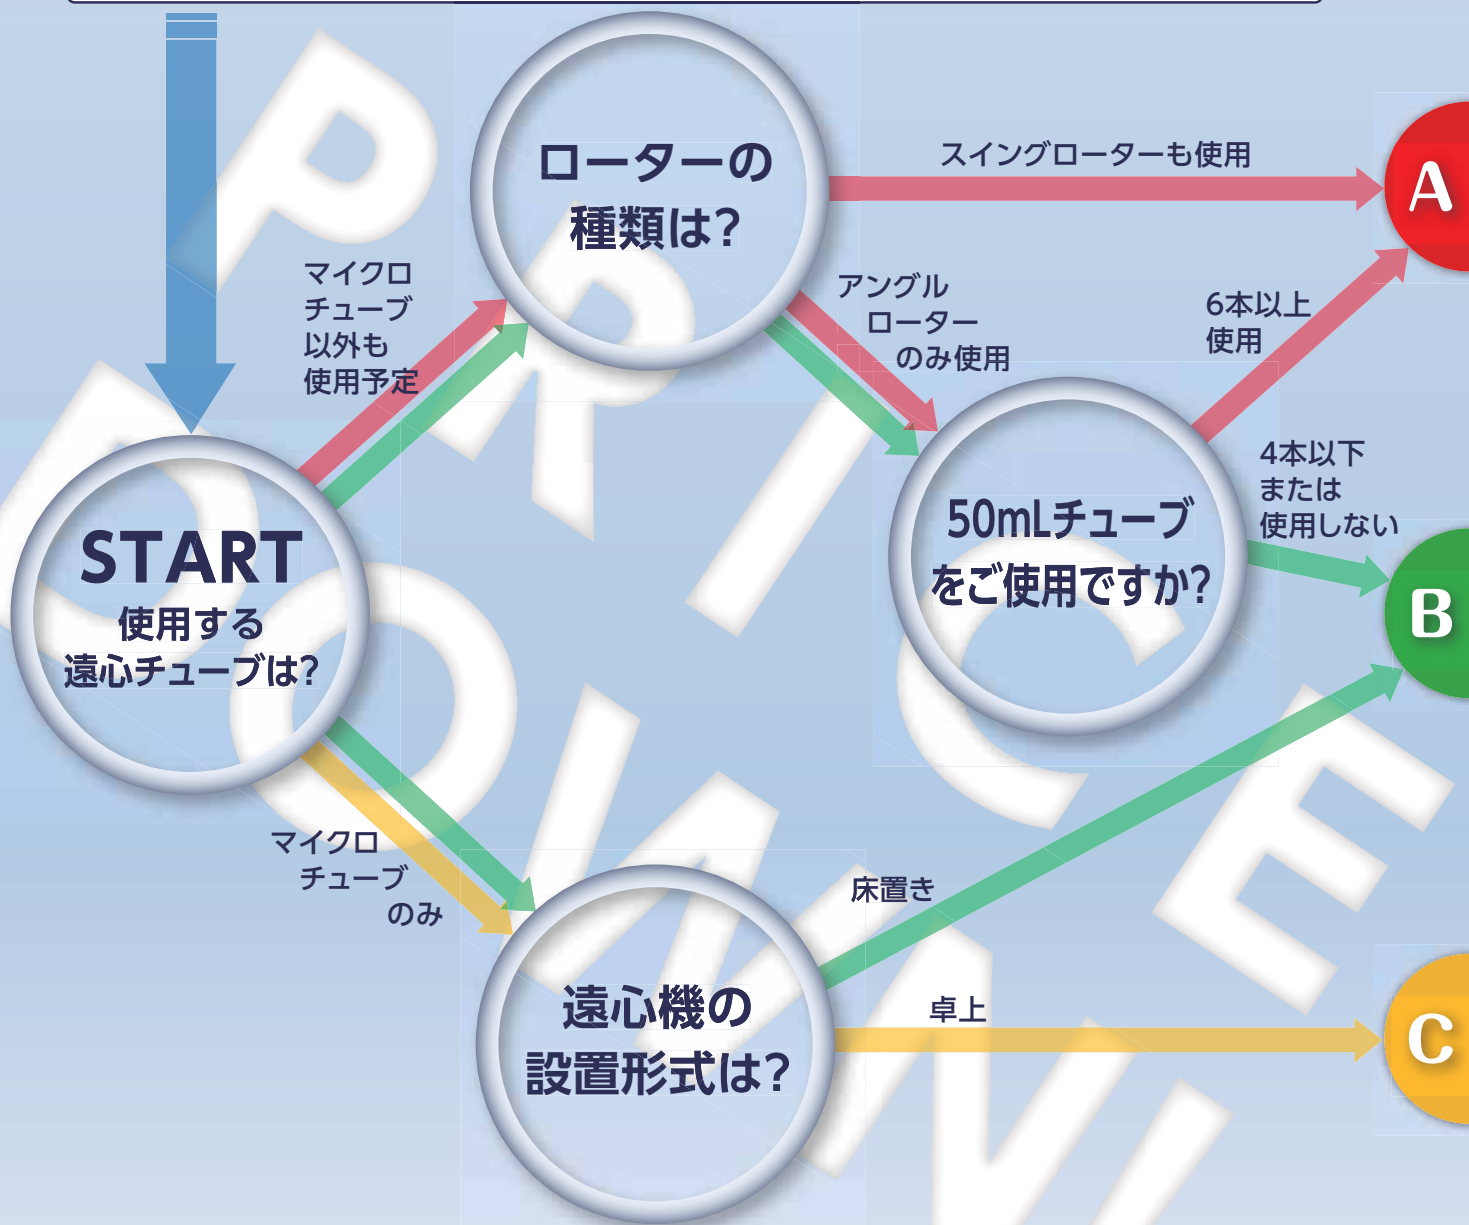 PRICE
DOWN!
ローターの
種類は?
スイングローターも使用
A
マイクロ
チューブ
以外も
使用予定
アングル
ローター
のみ使用
6本以上
使用
START
使用する
遠心チューブは?
50mLチューブ
をご使用ですか?
4本以下
または
使用しない
B
マイクロ
チューブ
のみ
床置き
遠心機の
設置形式は?
卓上
C